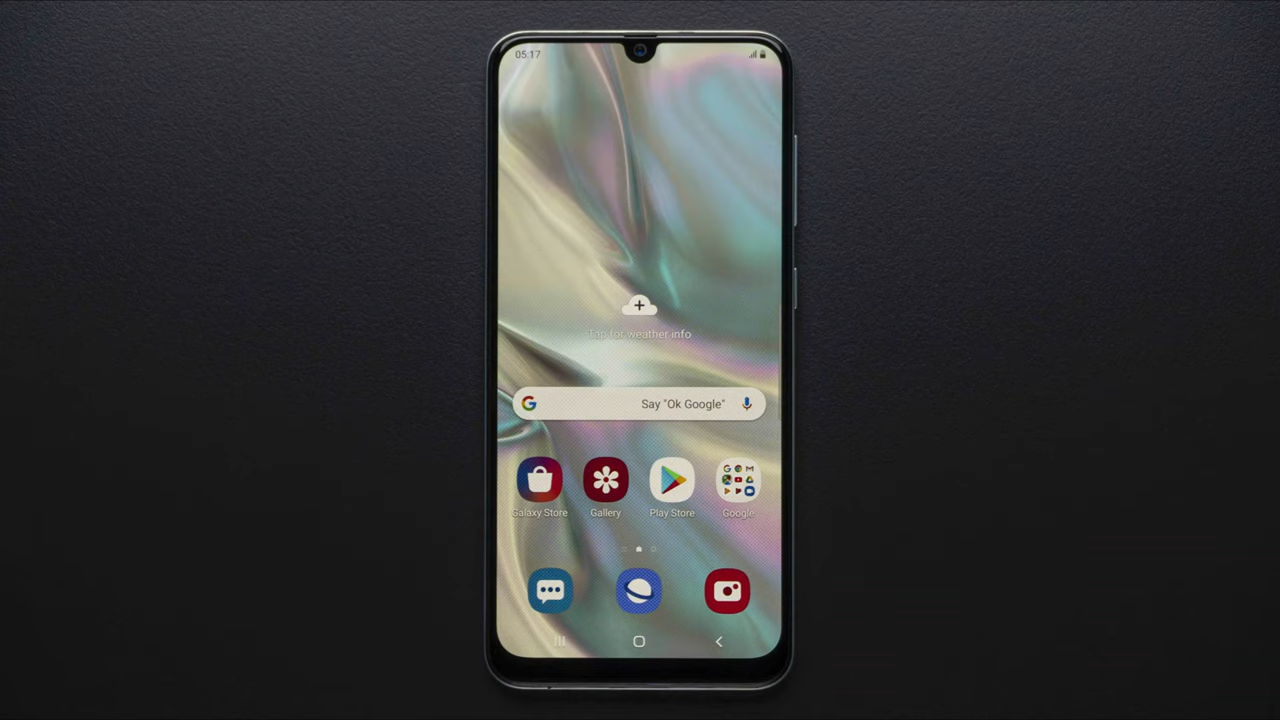 05:17
Tap for weather info
Say "Ok Google"
Galaxy Store
Gallery
Play Store
Google